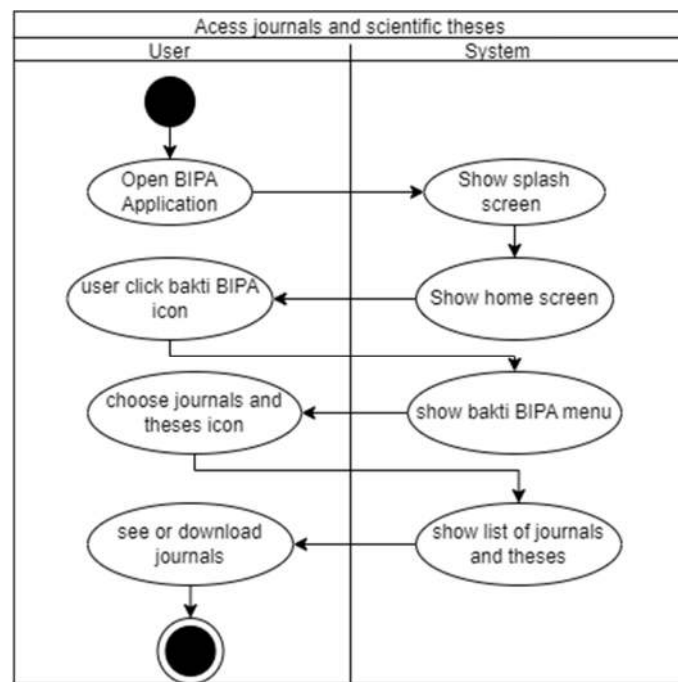 Acess journals and scientific theses
User
System
Open BIPA
Application
Show splash
screen
user click bakti BIPA
icon
Show home screen
choose journals and
theses icon
show bakti BIPA menu
see or download
journals
show list of journals
and theses